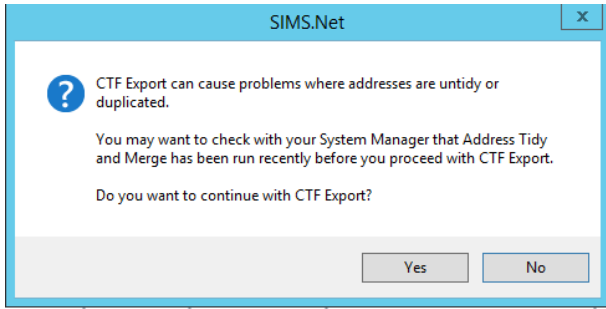 SIMS.Net
x
CTF Export can cause problems where addresses are untidy or
duplicated.
You may want to check with your System Manager that Address Tidy
and Merge has been run recently before you proceed with CTF Export.
Do you want to continue with CTF Export?
Yes
No